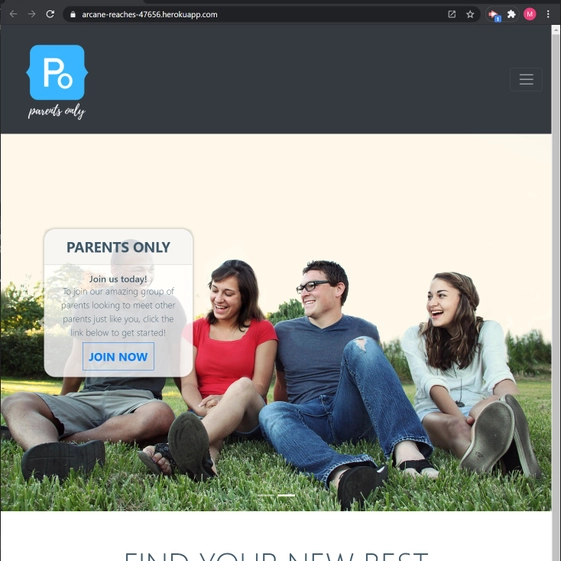 arcane-reaches-47656.herokuapp.com
M
1
Po
parents only
PARENTS ONLY
Join us today!
To join our amazing group of
parents looking to meet other
parents just like you, click the
link below to get started!
JOIN NOW
FIND YOUR NEW BEST